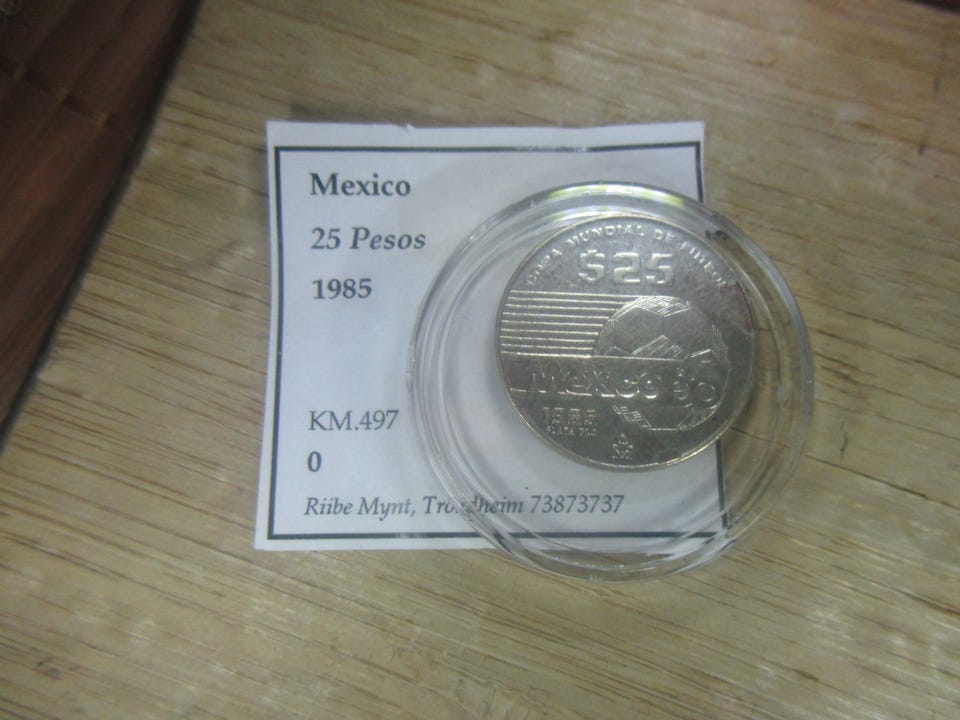 Mexico
25 Pesos
1985
KM.497
0
Riibe Mynt, Trondheim 73873737
COPA MUNDIAL DE FUTBOL
$25
MEXICO 86
1985
PLATA 720
M